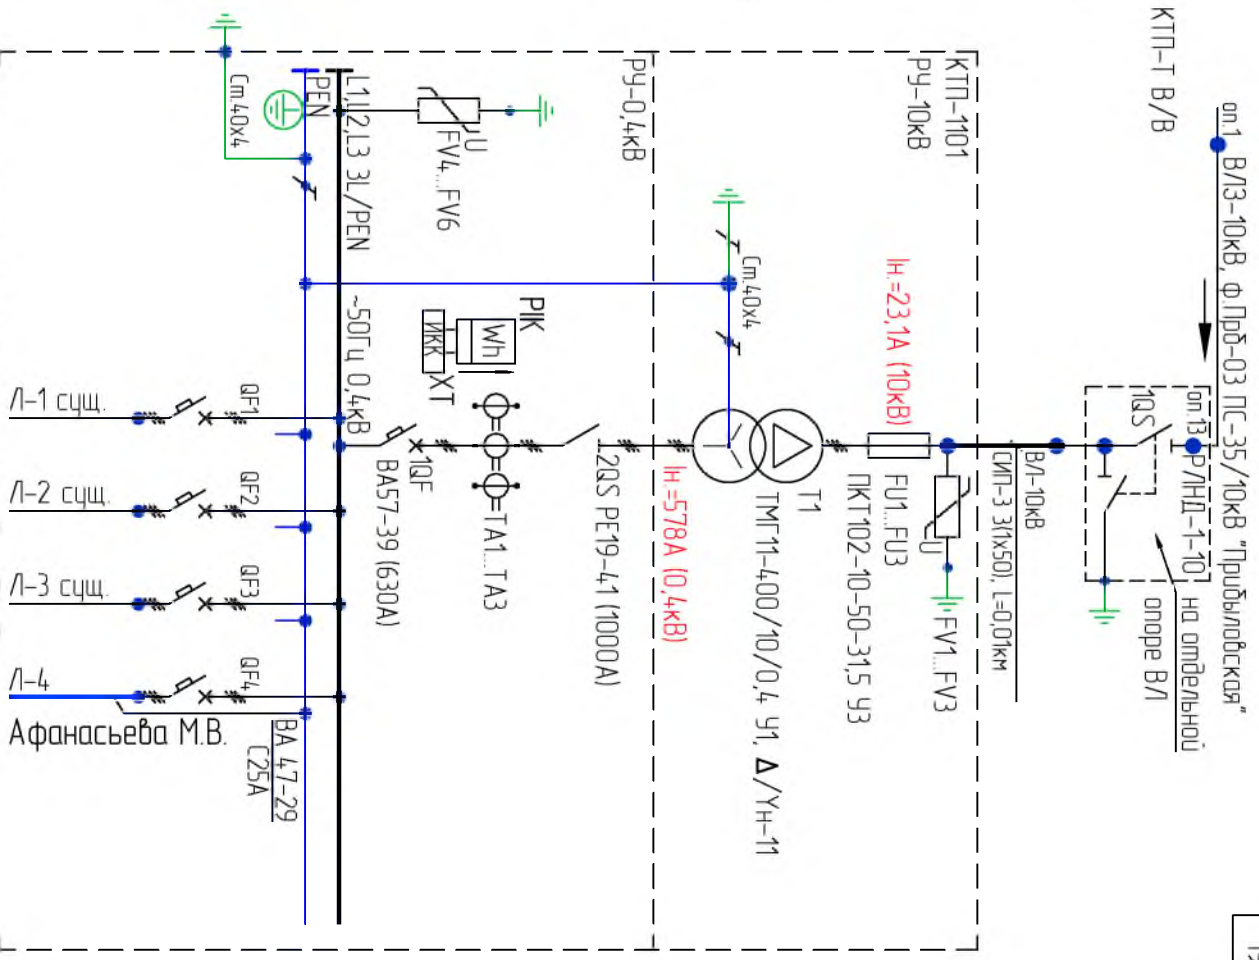 КТП-Т В/В
оп.1
ВЛЗ-10кВ, ф.Прб-03 ПС-35/10кВ "Прибыловская"
оп.13
РЛНД-1-10
на отдельной
опоре ВЛ
1QS
ВЛ-10кВ
СИП-3 3(1х50), L=0,01км
КТП-1101
РУ-10кВ
FV1...FV3
U
Iн.=23,1А (10кВ)
FU1...FU3
ПКТ102-10-50-31,5 У3
Т1
ТМГ11-400/10/0,4 У1, Δ/Yн-11
Ст.40х4
РУ-0,4кВ
Iн.=578А (0,4кВ)
2QS РЕ19-41 (1000А)
РiК
Wh
ИКК
ХТ
ТА1...ТА3
1QF
ВА57-39 (630А)
U
FV4...FV6
L1,L2,L3 3L/PEN
~50Гц 0,4кВ
PEN
Ст.40х4
QF1
Л-1 сущ.
QF2
Л-2 сущ.
QF3
Л-3 сущ.
QF4
Л-4
Афанасьева М.В.
ВА 47-29
С25А